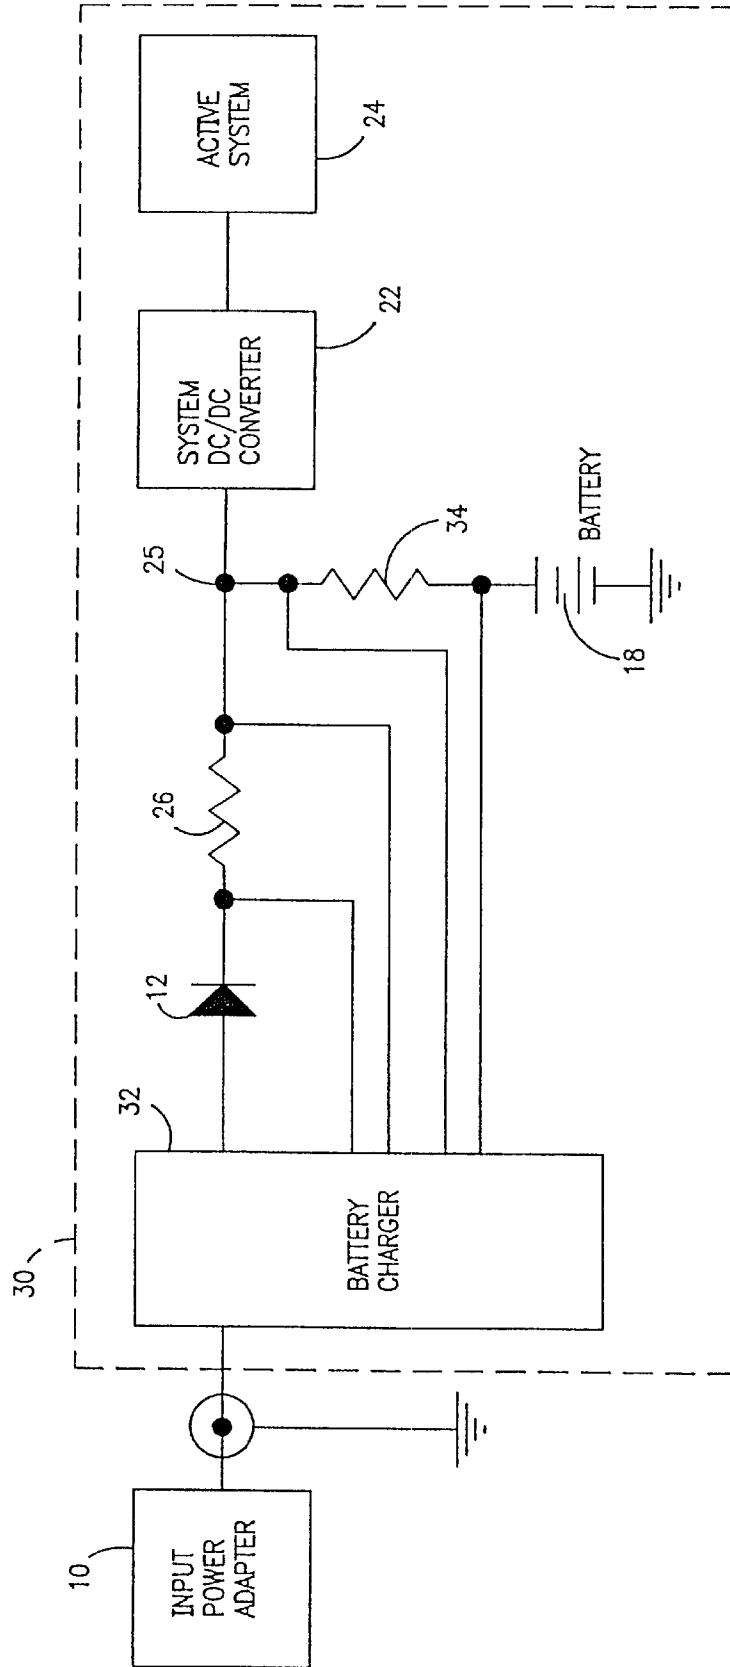 10
INPUT
POWER
ADAPTER
30
32
BATTERY
CHARGER
12
26
25
34
18
BATTERY
SYSTEM
DC/DC
CONVERTER
22
ACTIVE
SYSTEM
24